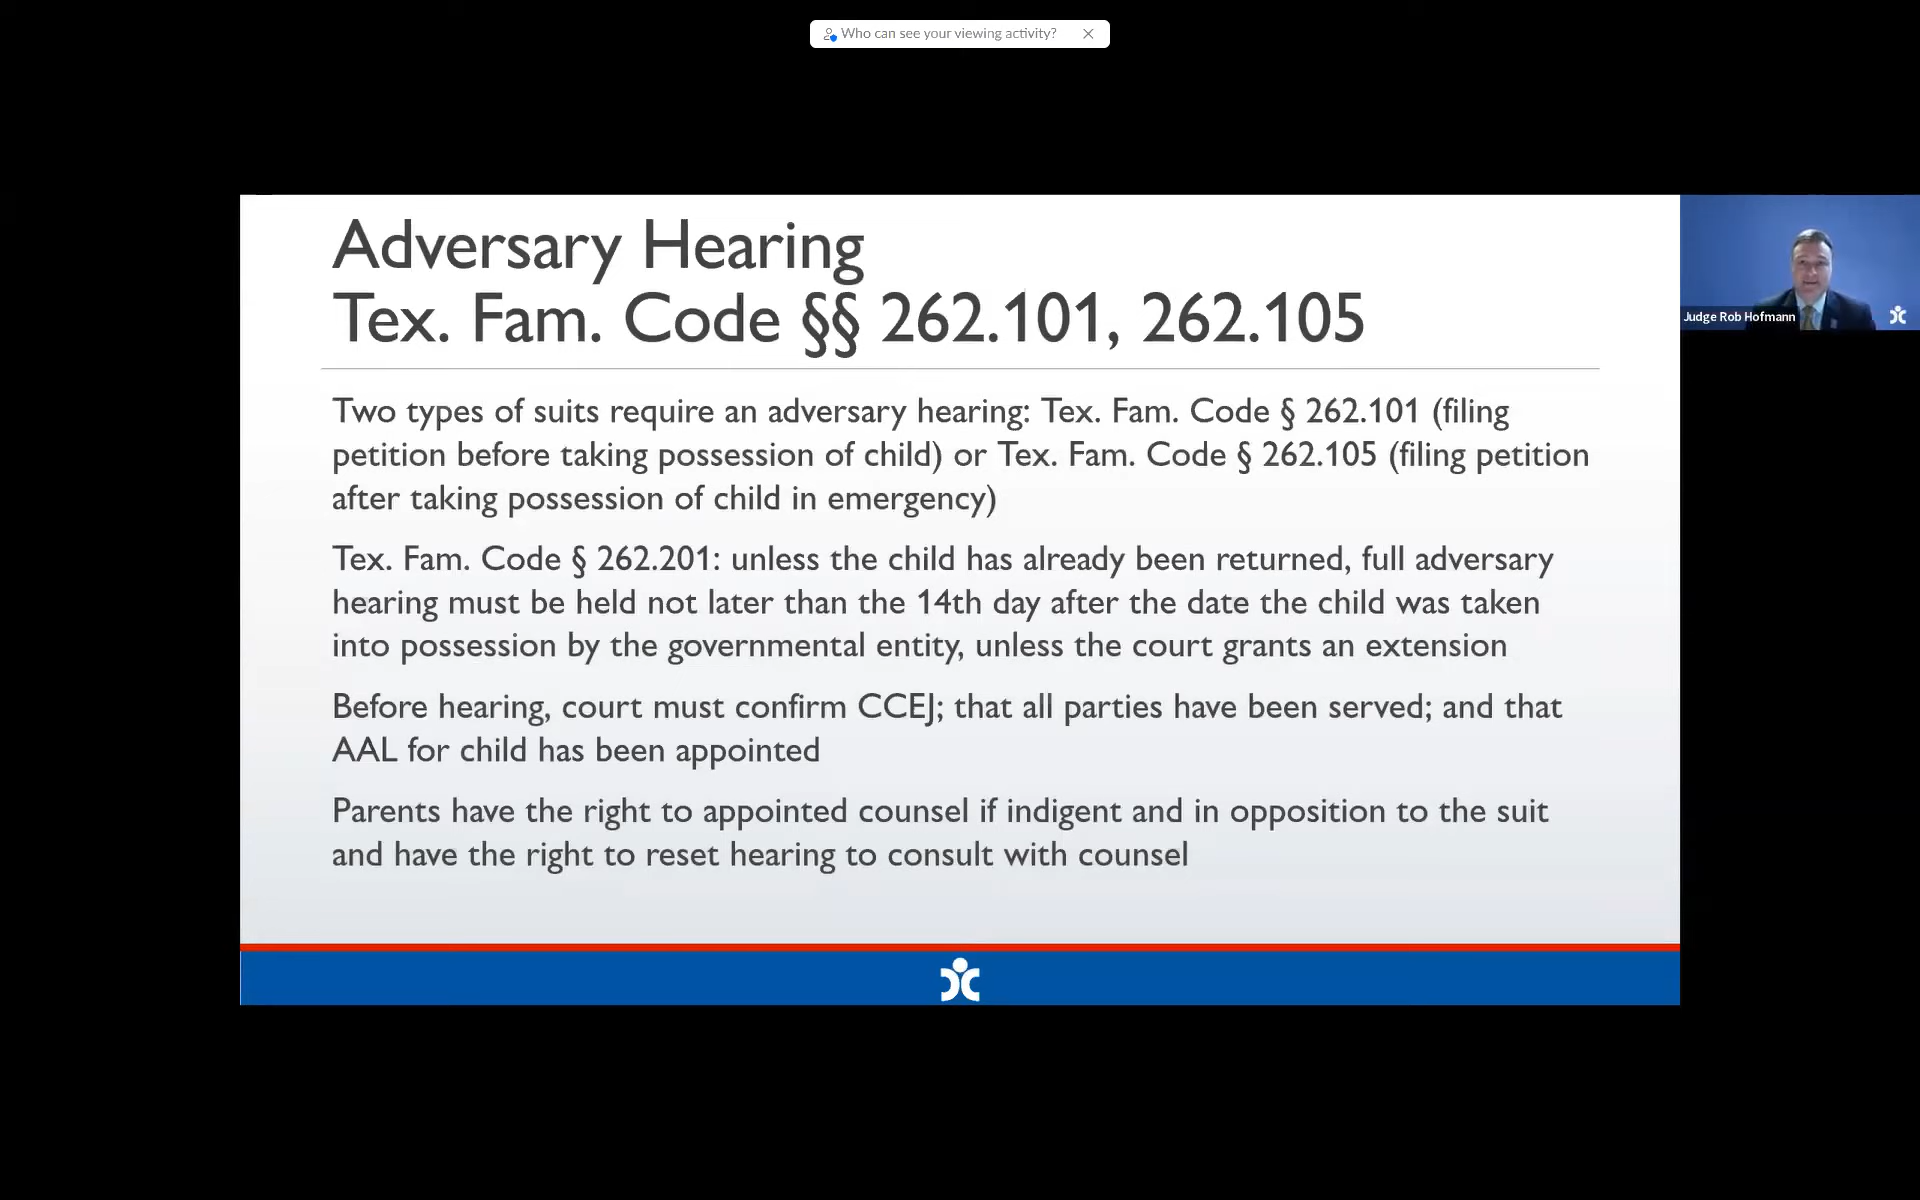 Who can see your viewing activity?
Adversary Hearing
Tex. Fam. Code §§ 262.101, 262.105
Judge Rob Hofmann
Two types of suits require an adversary hearing: Tex. Fam. Code § 262.101 (filing
petition before taking possession of child) or Tex. Fam. Code § 262.105 (filing petition
after taking possession of child in emergency)
Tex. Fam. Code § 262.201: unless the child has already been returned, full adversary
hearing must be held not later than the 14th day after the date the child was taken
into possession by the governmental entity, unless the court grants an extension
Before hearing, court must confirm CCEJ; that all parties have been served; and that
AAL for child has been appointed
Parents have the right to appointed counsel if indigent and in opposition to the suit
and have the right to reset hearing to consult with counsel